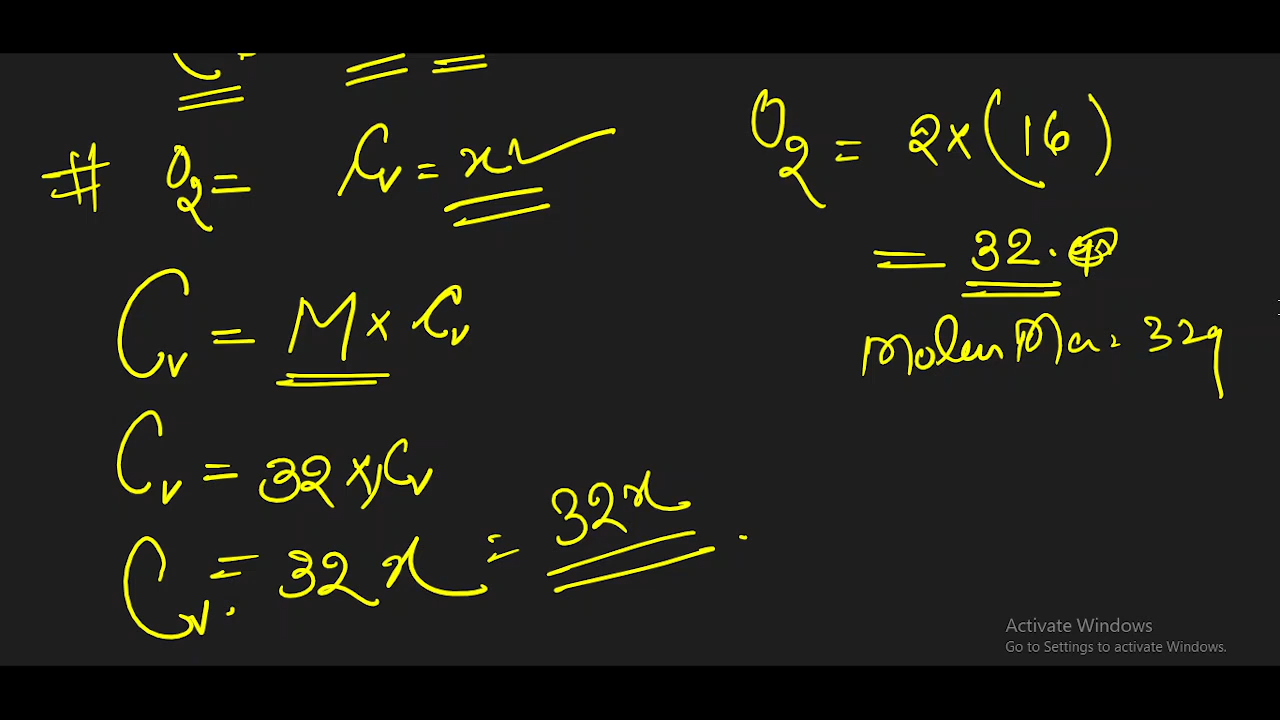 # O₂ = Cv = x
Cv = M × Cv
Cv = 32 × Cv
Cv = 32x = 32x
O₂ = 2×(16)
= 32.
Molar Ma. 32g
Activate Windows
Go to Settings to activate Windows.